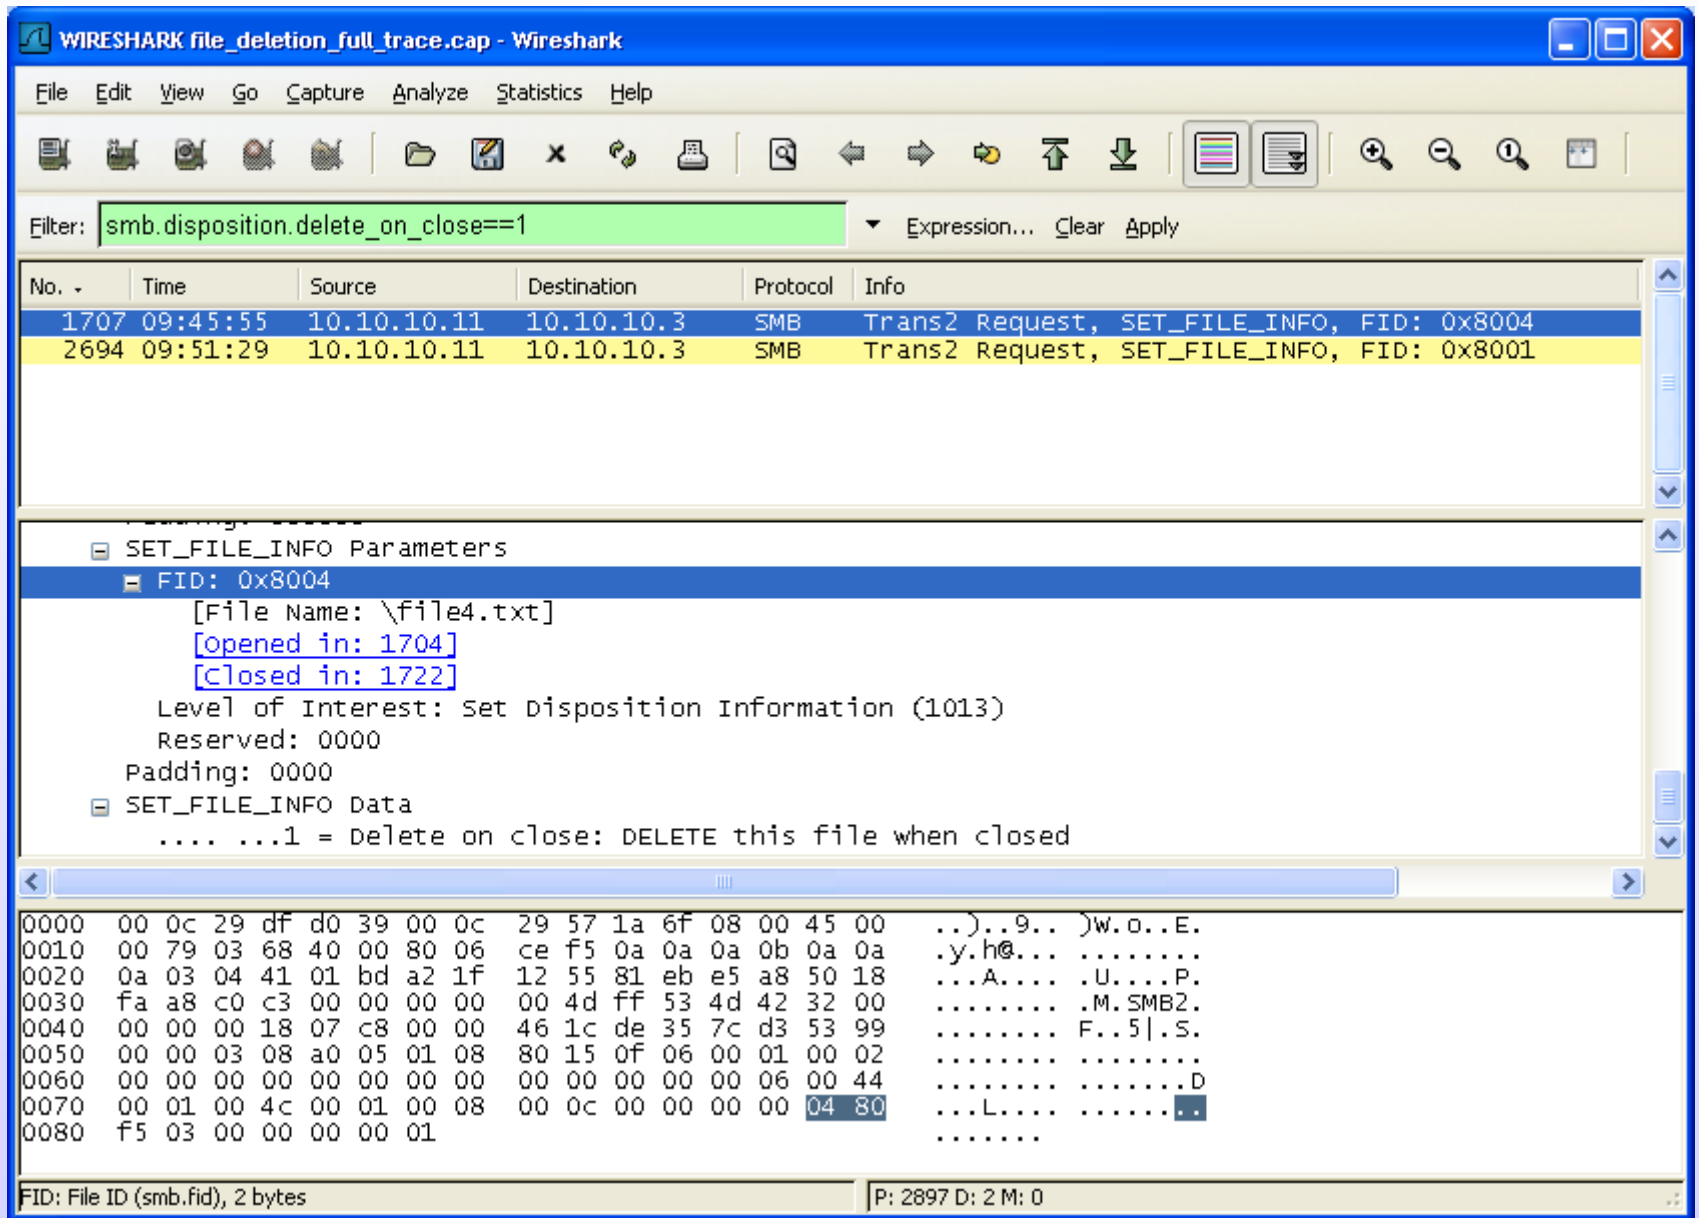 WIRESHARK file_deletion_full_trace.cap - Wireshark
File Edit View Go Capture Analyze Statistics Help
Filter: smb.disposition.delete_on_close==1 Expression... Clear Apply
No. Time Source Destination Protocol Info
1707 09:45:55 10.10.10.11 10.10.10.3 SMB Trans2 Request, SET_FILE_INFO, FID: 0x8004
2694 09:51:29 10.10.10.11 10.10.10.3 SMB Trans2 Request, SET_FILE_INFO, FID: 0x8001
SET_FILE_INFO Parameters
FID: 0x8004
[File Name: \file4.txt]
[Opened in: 1704]
[Closed in: 1722]
Level of Interest: Set Disposition Information (1013)
Reserved: 0000
Padding: 0000
SET_FILE_INFO Data
.... ...1 = Delete on close: DELETE this file when closed
0000 00 0c 29 df d0 39 00 0c 29 57 1a 6f 08 00 45 00 ..)..9.. )W.o..E.
0010 00 79 03 68 40 00 80 06 ce f5 0a 0a 0a 0b 0a 0a .y.h@... ........
0020 0a 03 04 41 01 bd a2 1f 12 55 81 eb e5 a8 50 18 ...A.... .U....P.
0030 fa a8 c0 c3 00 00 00 00 00 4d ff 53 4d 42 32 00 ........ .M.SMB2.
0040 00 00 00 18 07 c8 00 00 46 1c de 35 7c d3 53 99 ........ F..5|.S.
0050 00 00 03 08 a0 05 01 08 80 15 0f 06 00 01 00 02 ........ ........
0060 00 00 00 00 00 00 00 00 00 00 00 00 00 06 00 44 ........ .......D
0070 00 01 00 4c 00 01 00 08 00 0c 00 00 00 00 04 80 ...L.... ........
0080 f5 03 00 00 00 00 01 .......
FID: File ID (smb.fid), 2 bytes P: 2897 D: 2 M: 0